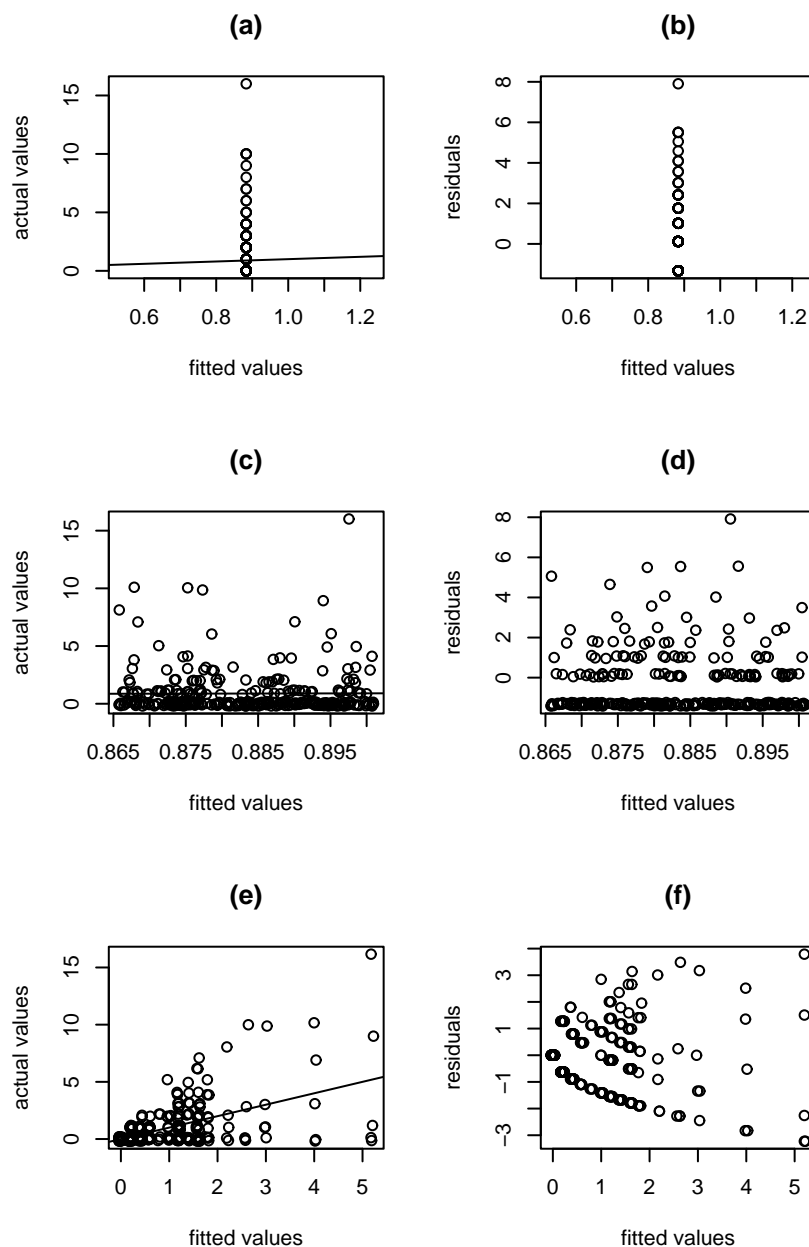 (a)
actual values
15
10
5
0
0.6 0.8 1.0 1.2
fitted values
(b)
residuals
8
6
4
2
0
0.6 0.8 1.0 1.2
fitted values
(c)
actual values
15
10
5
0
0.865 0.875 0.885 0.895
fitted values
(d)
residuals
8
6
4
2
0
0.865 0.875 0.885 0.895
fitted values
(e)
actual values
15
10
5
0
0 1 2 3 4 5
fitted values
(f)
residuals
3
1
−1
−3
0 1 2 3 4 5
fitted values